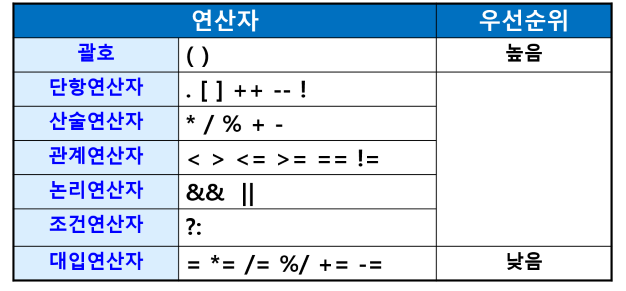 연산자 우선순위
괄호 ( ) 높음
단항연산자 . [ ] ++ -- !
산술연산자 * / % + -
관계연산자 < > <= >= == !=
논리연산자 && ||
조건연산자 ?:
대입연산자 = *= /= %/ += -= 낮음